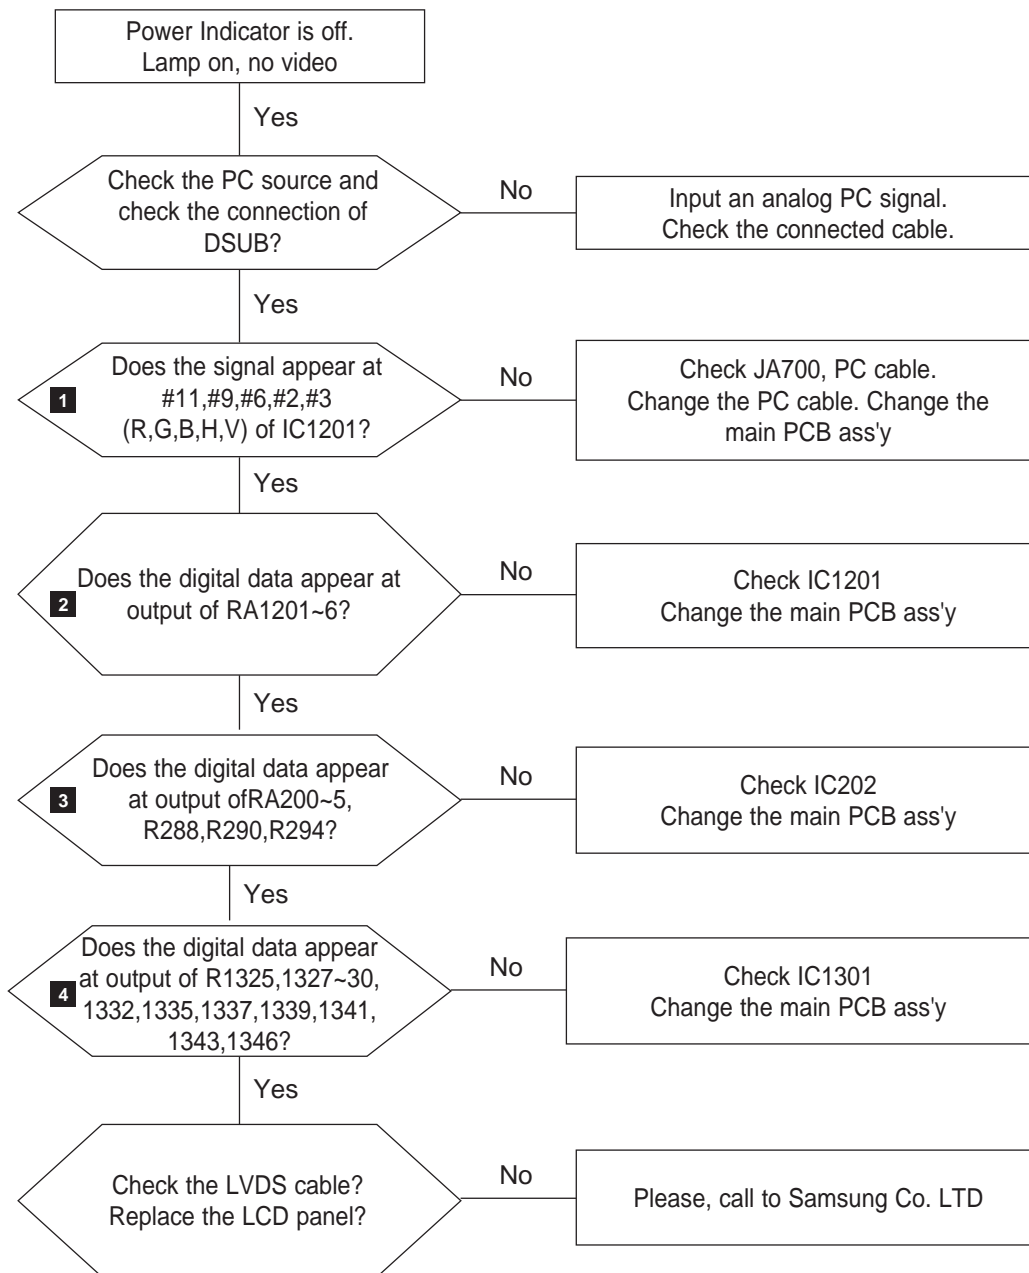 Power Indicator is off.
Lamp on, no video
Yes
Check the PC source and
check the connection of
DSUB?
No
Input an analog PC signal.
Check the connected cable.
Yes
1
Does the signal appear at
#11,#9,#6,#2,#3
(R,G,B,H,V) of IC1201?
No
Check JA700, PC cable.
Change the PC cable. Change the
main PCB ass'y
Yes
2
Does the digital data appear at
output of RA1201~6?
No
Check IC1201
Change the main PCB ass'y
Yes
3
Does the digital data appear
at output ofRA200~5,
R288,R290,R294?
No
Check IC202
Change the main PCB ass'y
Yes
4
Does the digital data appear
at output of R1325,1327~30,
1332,1335,1337,1339,1341,
1343,1346?
No
Check IC1301
Change the main PCB ass'y
Yes
Check the LVDS cable?
Replace the LCD panel?
No
Please, call to Samsung Co. LTD